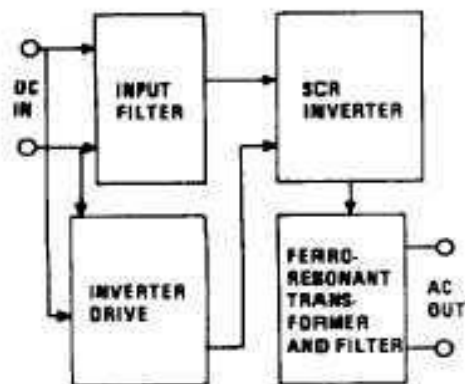 DC
IN
INPUT
FILTER
SCR
INVERTER
INVERTER
DRIVE
FERRO-
RESONANT
TRANS-
FORMER
AND FILTER
AC
OUT